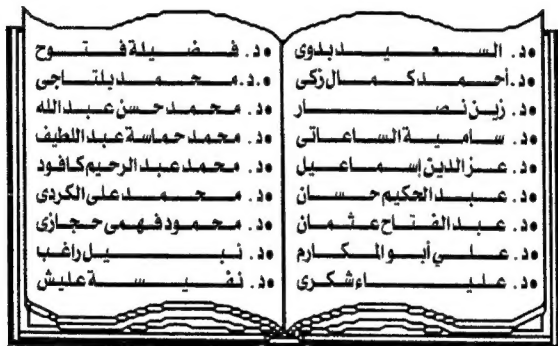 •د. السعيد بدوى
•د. أحمد كمال زكى
•د. زين نصار
•د. سامية الساعاتى
•د. عز الدين إسماعيل
•د. عبد الحكيم حسان
•د. عبد الفتاح عثمان
•د. علي أبو المكارم
•د. علياء شكرى
•د. فضيلة فتوح
•د. محمد بلتاجى
•د. محمد حسن عبد الله
•د. محمد حماسة عبد اللطيف
•د. محمد عبد الرحيم كافود
•د. محمد على الكردى
•د. محمود فهمى حجازى
•د. نبيل راغب
•د. نفيسة عليش